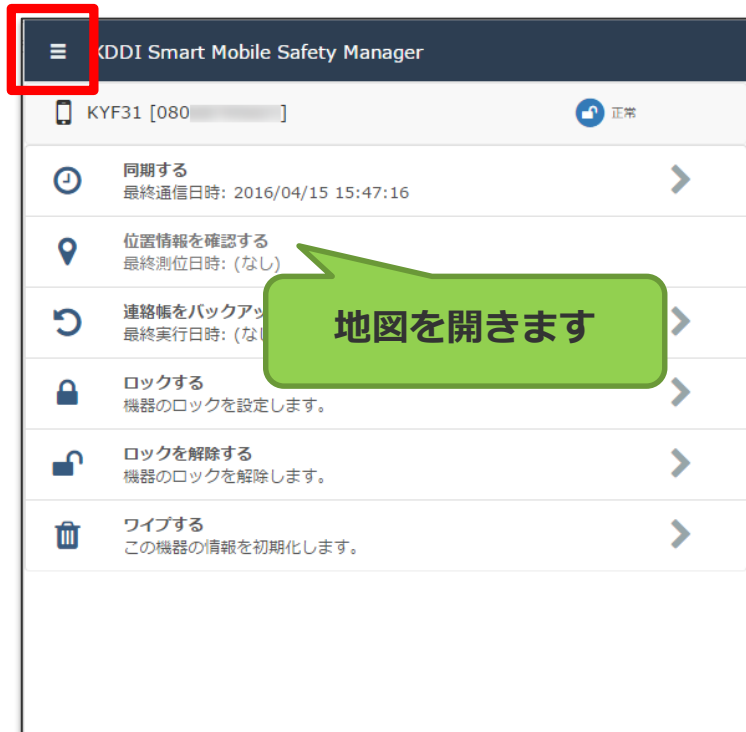 KDDI Smart Mobile Safety Manager
KYF31 [080 ]
正常
同期する
最終通信日時: 2016/04/15 15:47:16
位置情報を確認する
最終測位日時: (なし)
地図を開きます
連絡帳をバックアッ
最終実行日時: (な
ロックする
機器のロックを設定します。
ロックを解除する
機器のロックを解除します。
ワイプする
この機器の情報を初期化します。